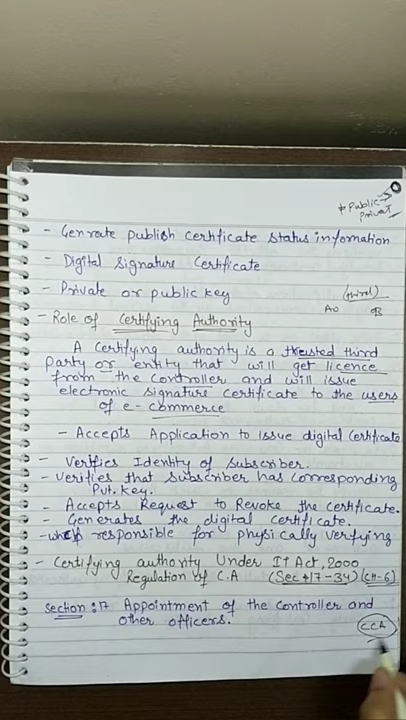 * Public →
Private
- Genrate publish certificate status information
- Digital Signature Certificate
- Private or public key
(third)
A B
- Role of Certifying Authority
A Certifying authority is a trusted third
Party or entity that will get licence
from the controller and will issue
electronic signature certificate to the users
of e-commerce
- Accepts Application to issue digital Certificate
- Verifies Identity of Subscriber.
- Verifies that Subscriber has corresponding
Pvt. key.
- Accepts Request to Revoke the certificate.
- Generates the digital certificate.
- responsible for physically verifying
- Certifying authority Under IT Act, 2000
Regulation of C.A (Sec 17-34) (CH-6)
section: 17 Appointment of the Controller and
other officers.
CCA